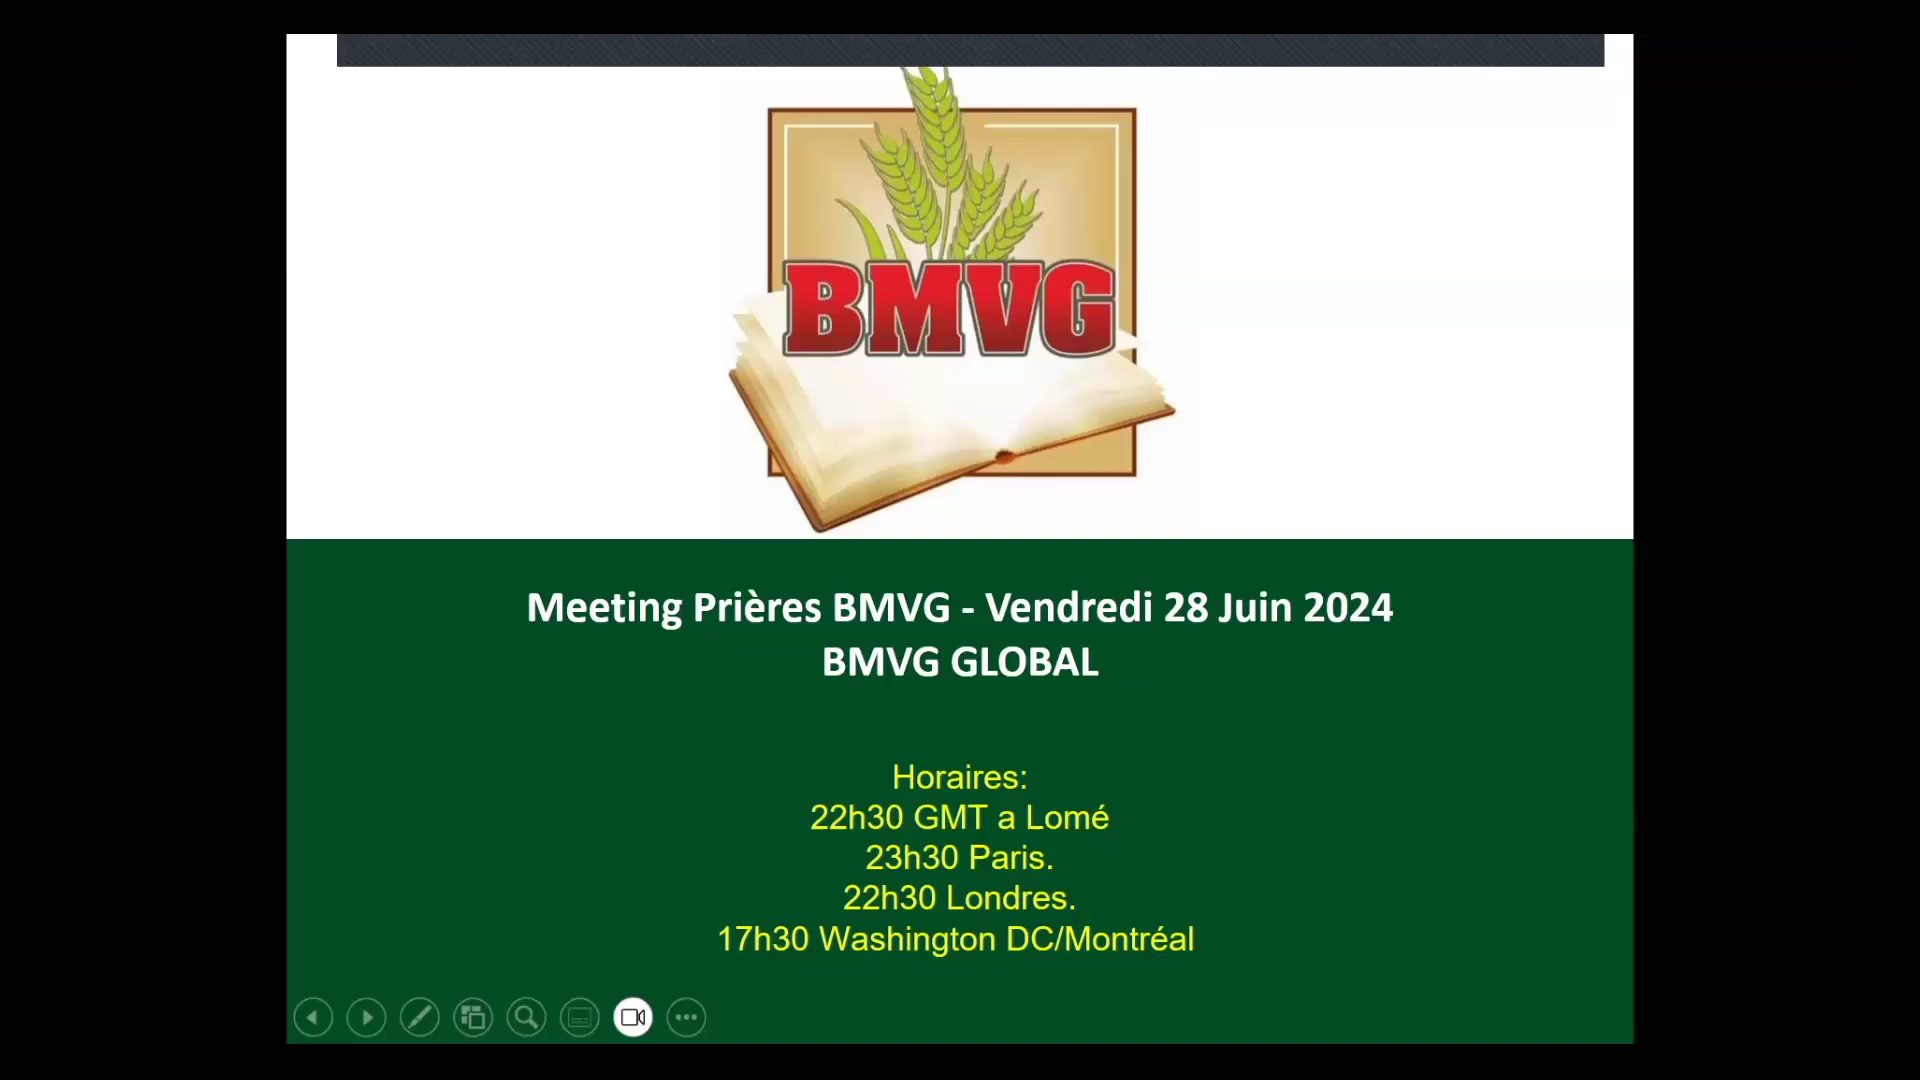 BMVG
Meeting Prières BMVG - Vendredi 28 Juin 2024
BMVG GLOBAL
Horaires:
22h30 GMT a Lomé
23h30 Paris.
22h30 Londres.
17h30 Washington DC/Montréal